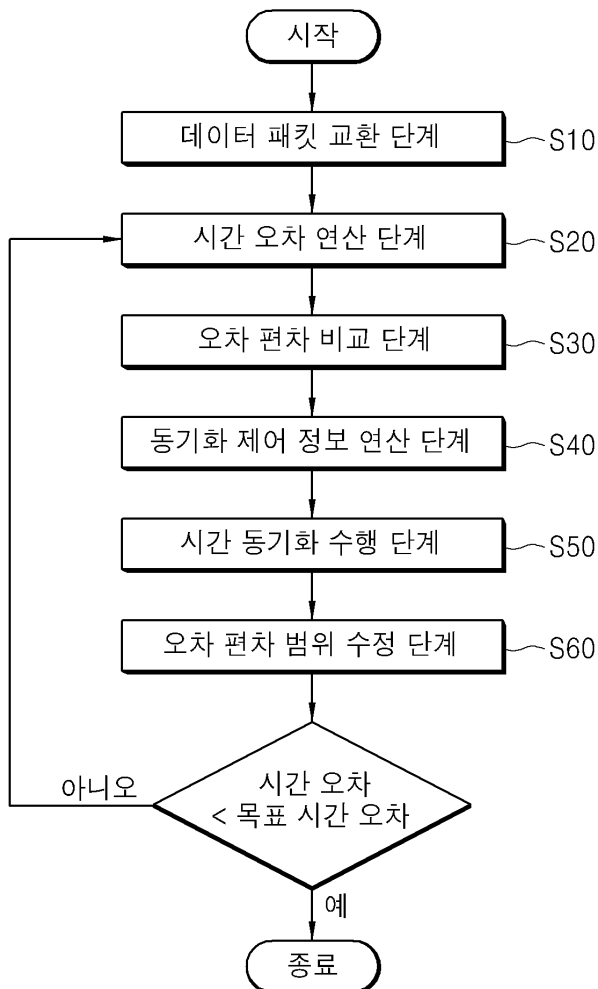 시작
데이터 패킷 교환 단계
S10
시간 오차 연산 단계
S20
오차 편차 비교 단계
S30
동기화 제어 정보 연산 단계
S40
시간 동기화 수행 단계
S50
오차 편차 범위 수정 단계
S60
아니오
시간 오차
< 목표 시간 오차
예
종료